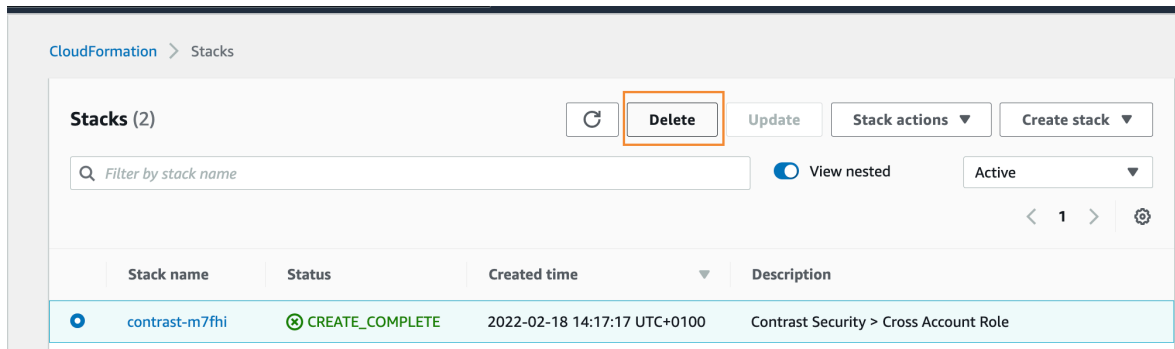 CloudFormation > Stacks
Stacks (2)
Delete
Update
Stack actions
Create stack
Filter by stack name
View nested
Active
1
Stack name Status Created time Description
contrast-m7fhi CREATE_COMPLETE 2022-02-18 14:17:17 UTC+0100 Contrast Security > Cross Account Role